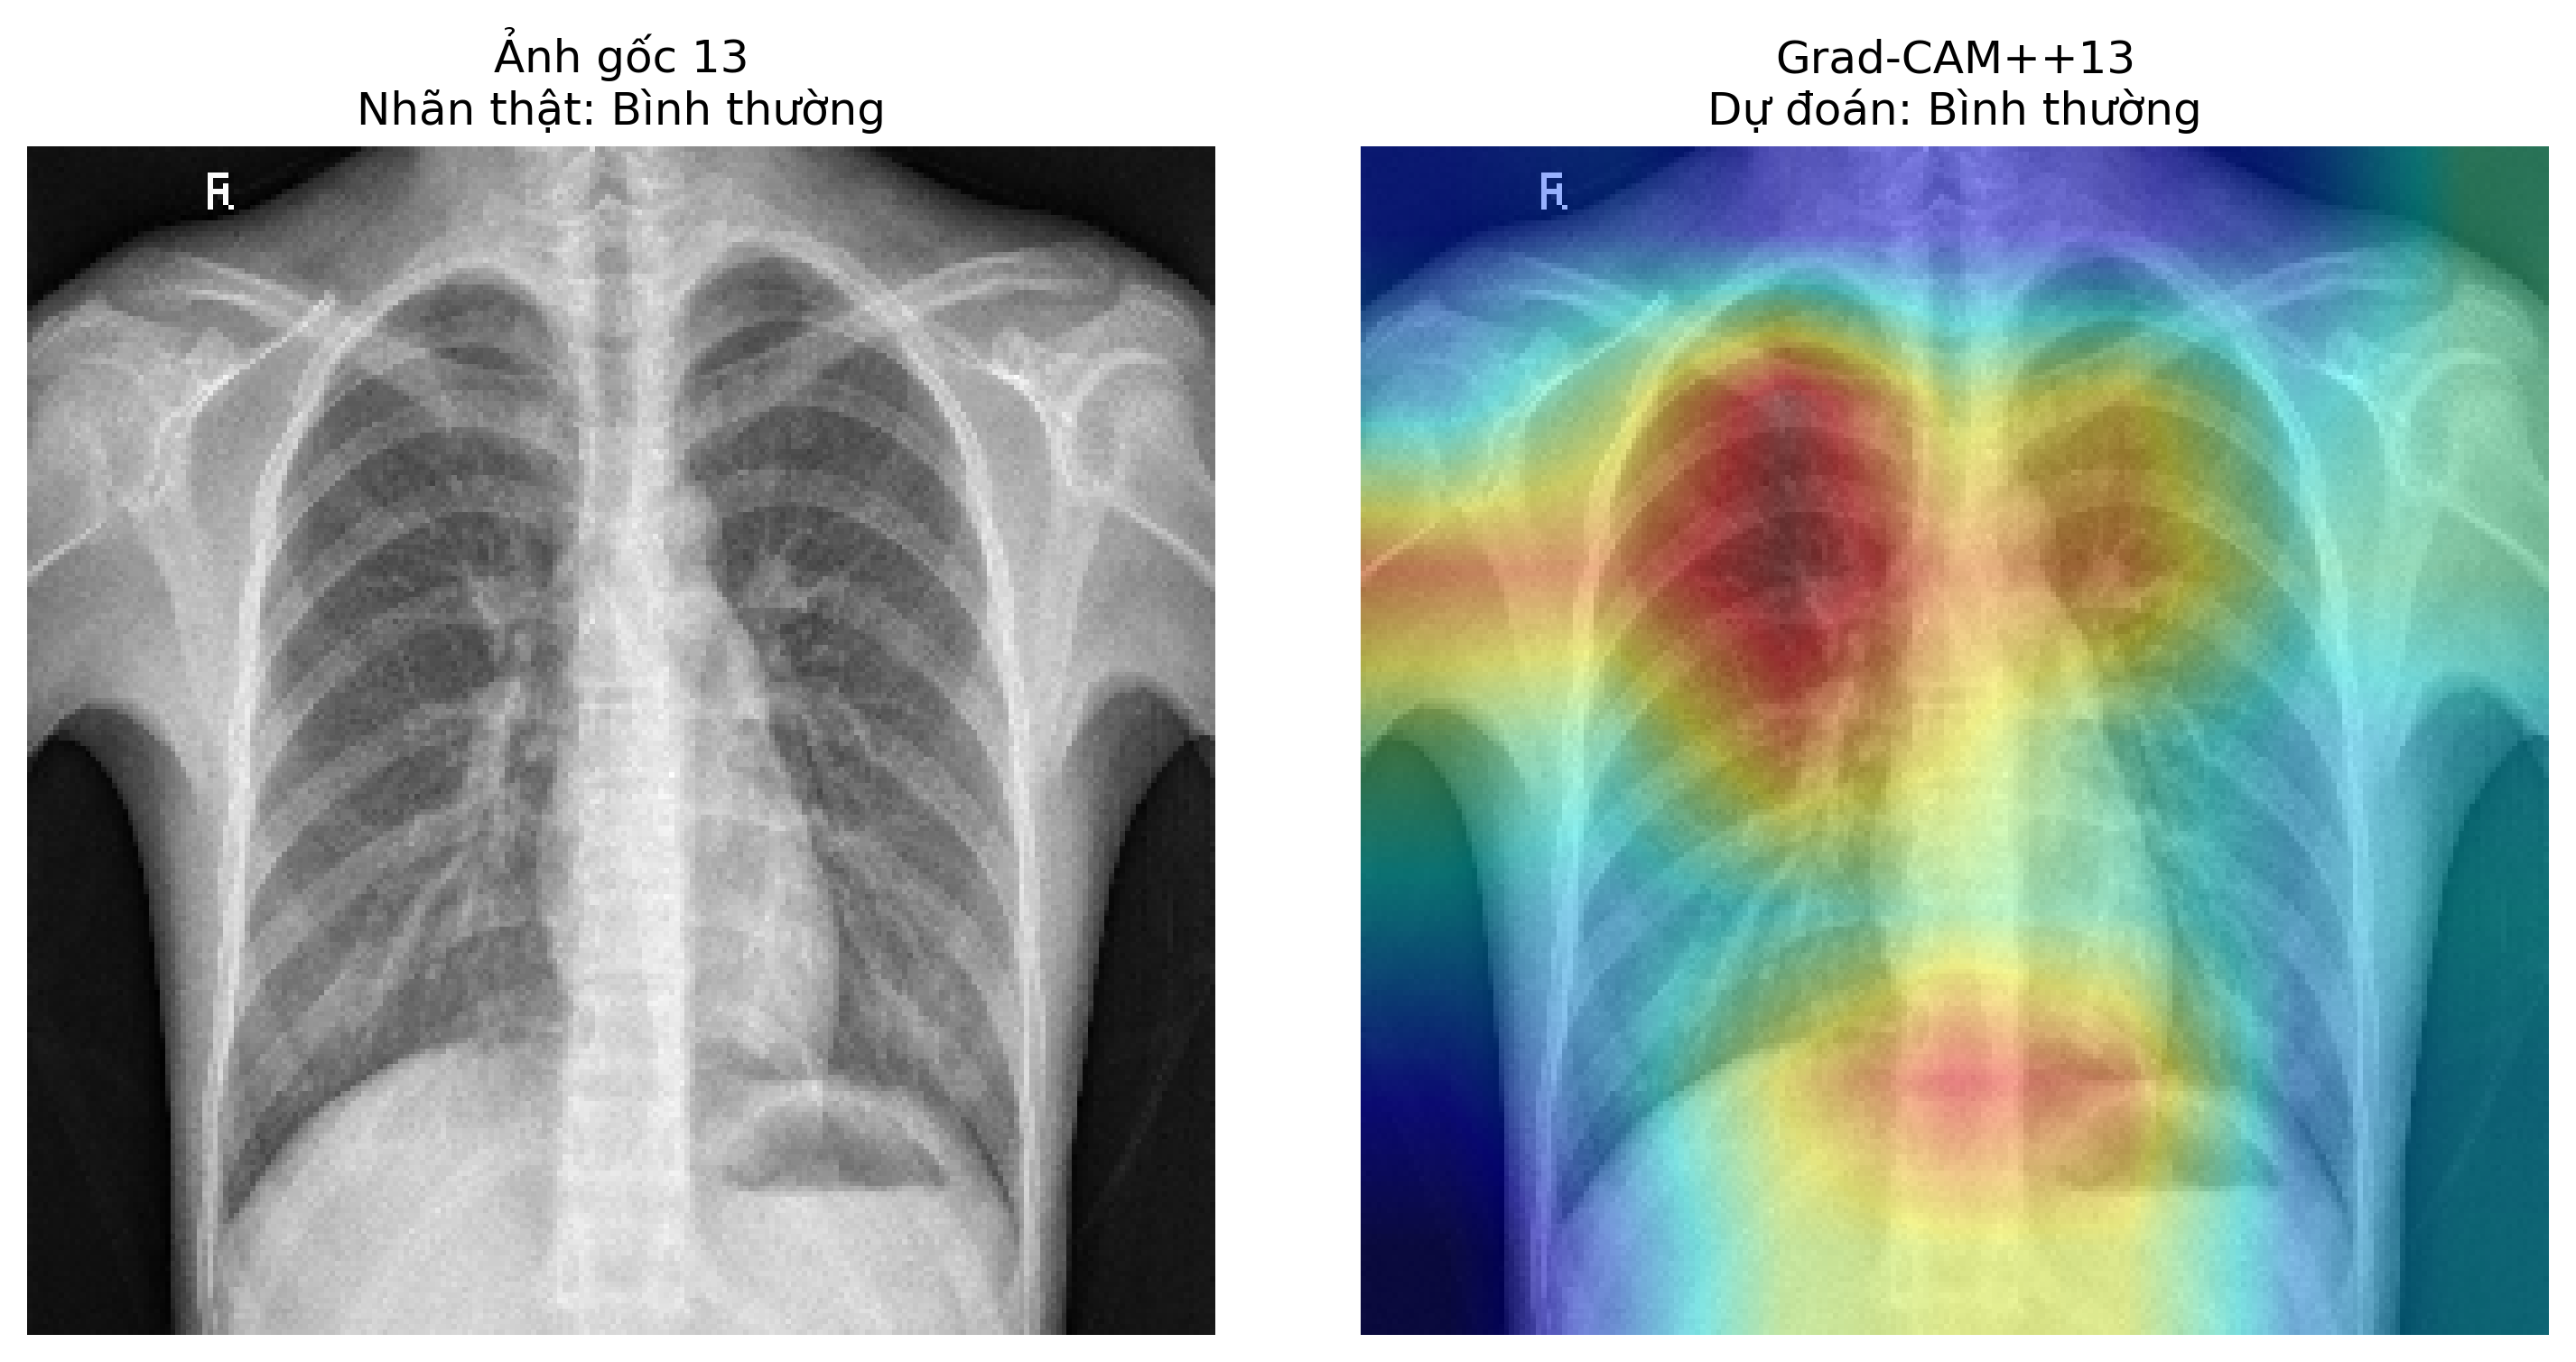 Ảnh gốc 13
Nhãn thật: Bình thường
Grad-CAM++13
Dự đoán: Bình thường
R